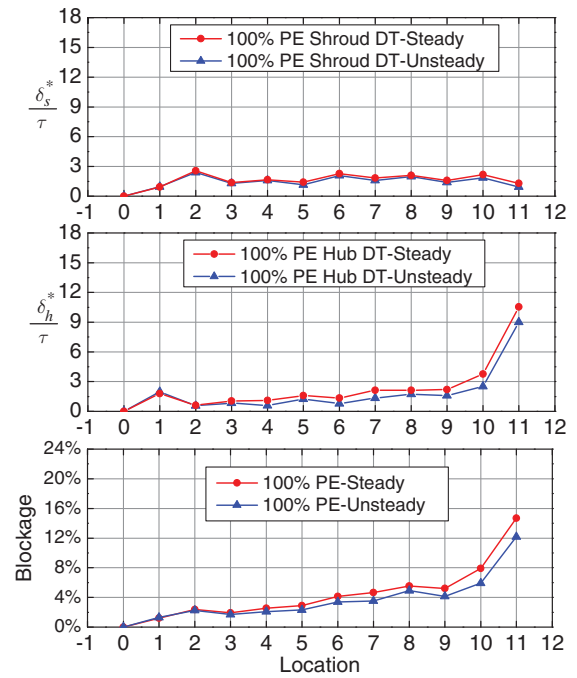 18
15
12
9
6
3
0
δ*s
τ
100% PE Shroud DT-Steady
100% PE Shroud DT-Unsteady
-1 0 1 2 3 4 5 6 7 8 9 10 11 12
18
15
12
9
6
3
0
δ*h
τ
100% PE Hub DT-Steady
100% PE Hub DT-Unsteady
-1 0 1 2 3 4 5 6 7 8 9 10 11 12
24%
20%
16%
12%
8%
4%
0%
Blockage
100% PE-Steady
100% PE-Unsteady
-1 0 1 2 3 4 5 6 7 8 9 10 11 12
Location